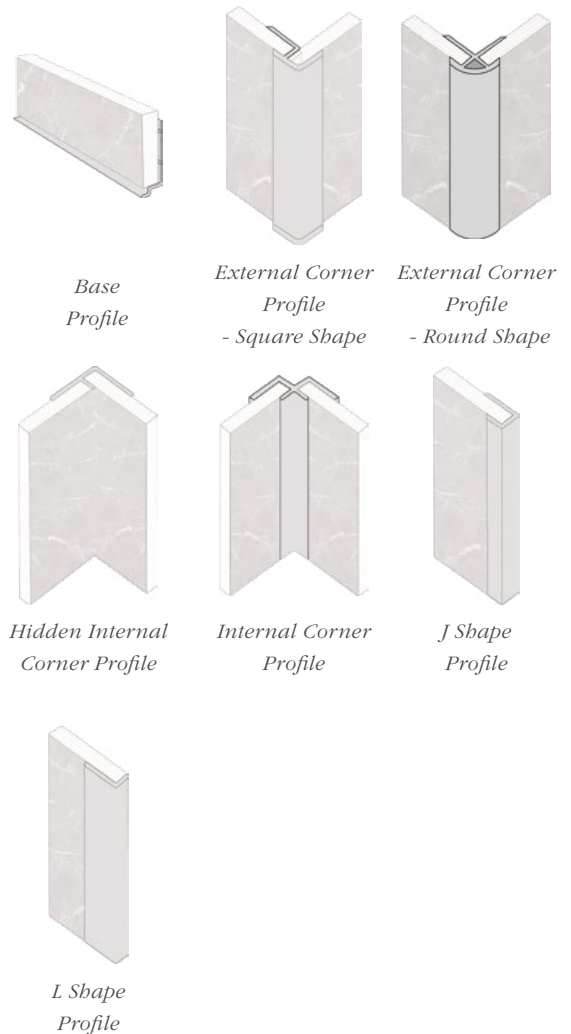 Base
Profile
External Corner
Profile
- Square Shape
External Corner
Profile
- Round Shape
Hidden Internal
Corner Profile
Internal Corner
Profile
J Shape
Profile
L Shape
Profile